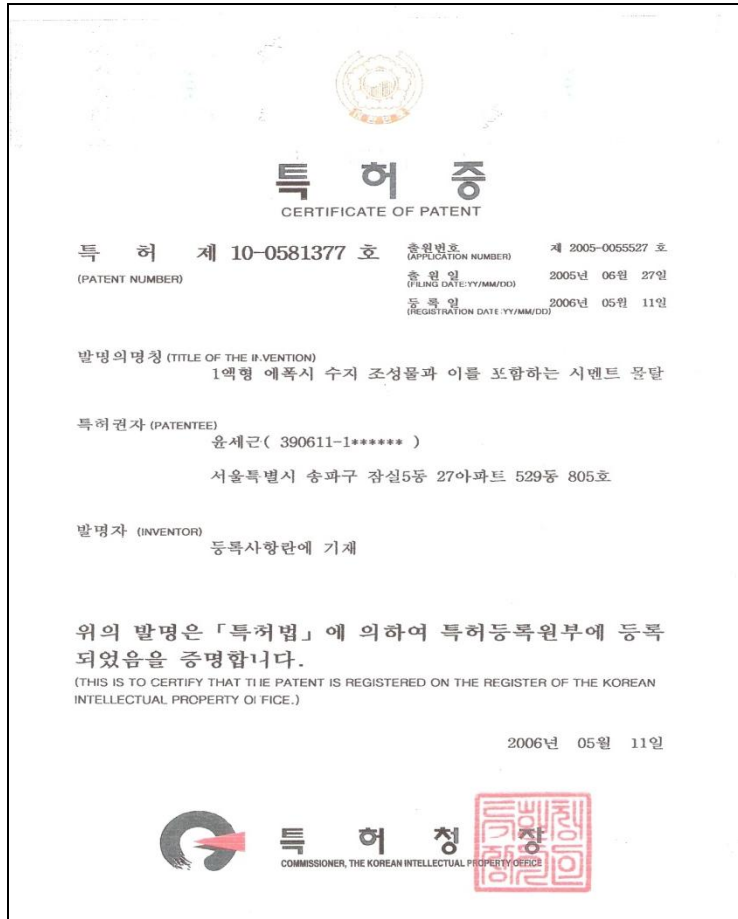 특 허 증
CERTIFICATE OF PATENT
특 허 제 10-0581377 호
(PATENT NUMBER)
출원번호 제 2005-0055527 호
(APPLICATION NUMBER)
출 원 일 2005년 06월 27일
(FILING DATE:YY/MM/DD)
등 록 일 2006년 05월 11일
(REGISTRATION DATE:YY/MM/DD)
발명의명칭 (TITLE OF THE INVENTION)
1액형 에폭시 수지 조성물과 이를 포함하는 시멘트 몰탈
특허권자 (PATENTEE)
윤세근( 390611-1****** )
서울특별시 송파구 잠실5동 27아파트 529동 805호
발명자 (INVENTOR)
등록사항란에 기재
위의 발명은 「특허법」에 의하여 특허등록원부에 등록
되었음을 증명합니다.
(THIS IS TO CERTIFY THAT THE PATENT IS REGISTERED ON THE REGISTER OF THE KOREAN
INTELLECTUAL PROPERTY OFFICE.)
2006년 05월 11일
특 허 청 장
COMMISSIONER, THE KOREAN INTELLECTUAL PROPERTY OFFICE